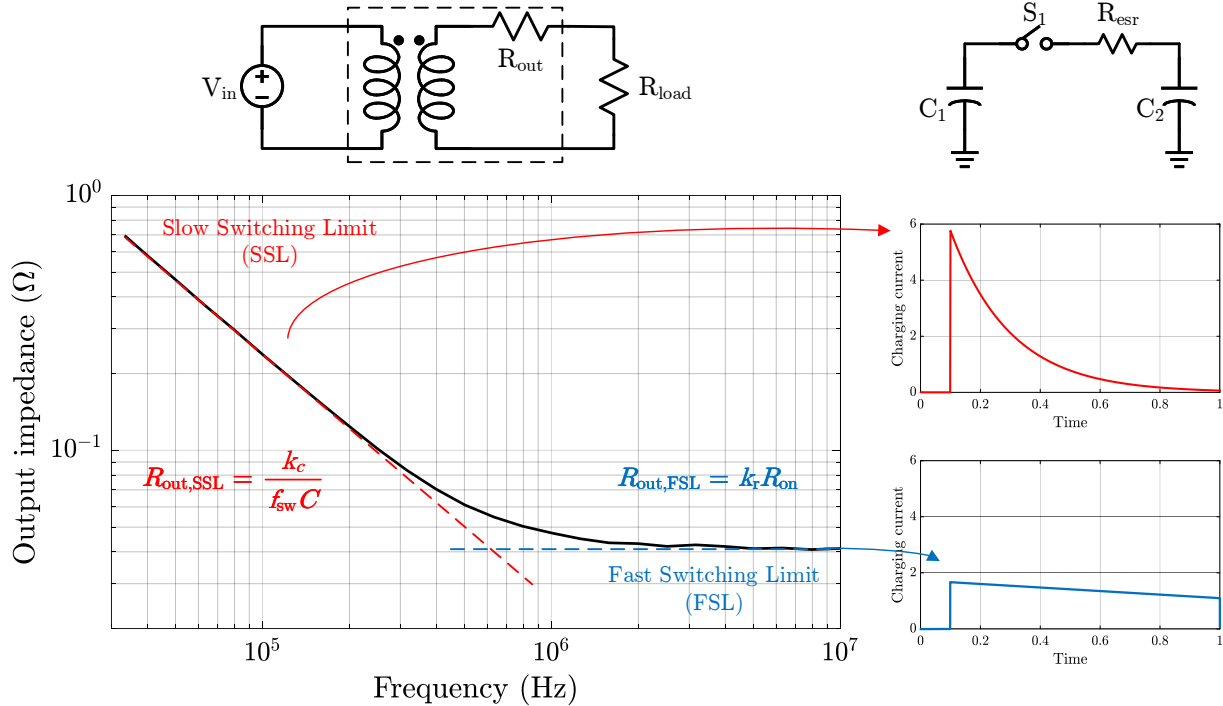 V_in
R_out
R_load
S_1
R_esr
C_1
C_2
Output impedance (Ω)
10^0
10^−1
Slow Switching Limit
(SSL)
R_out,SSL = k_c / f_sw C
R_out,FSL = k_r R_on
Fast Switching Limit
(FSL)
10^5
10^6
10^7
Frequency (Hz)
Charging current
6
4
2
0
0
0.2
0.4
0.6
0.8
1
Time
Charging current
6
4
2
0
0
0.2
0.4
0.6
0.8
1
Time